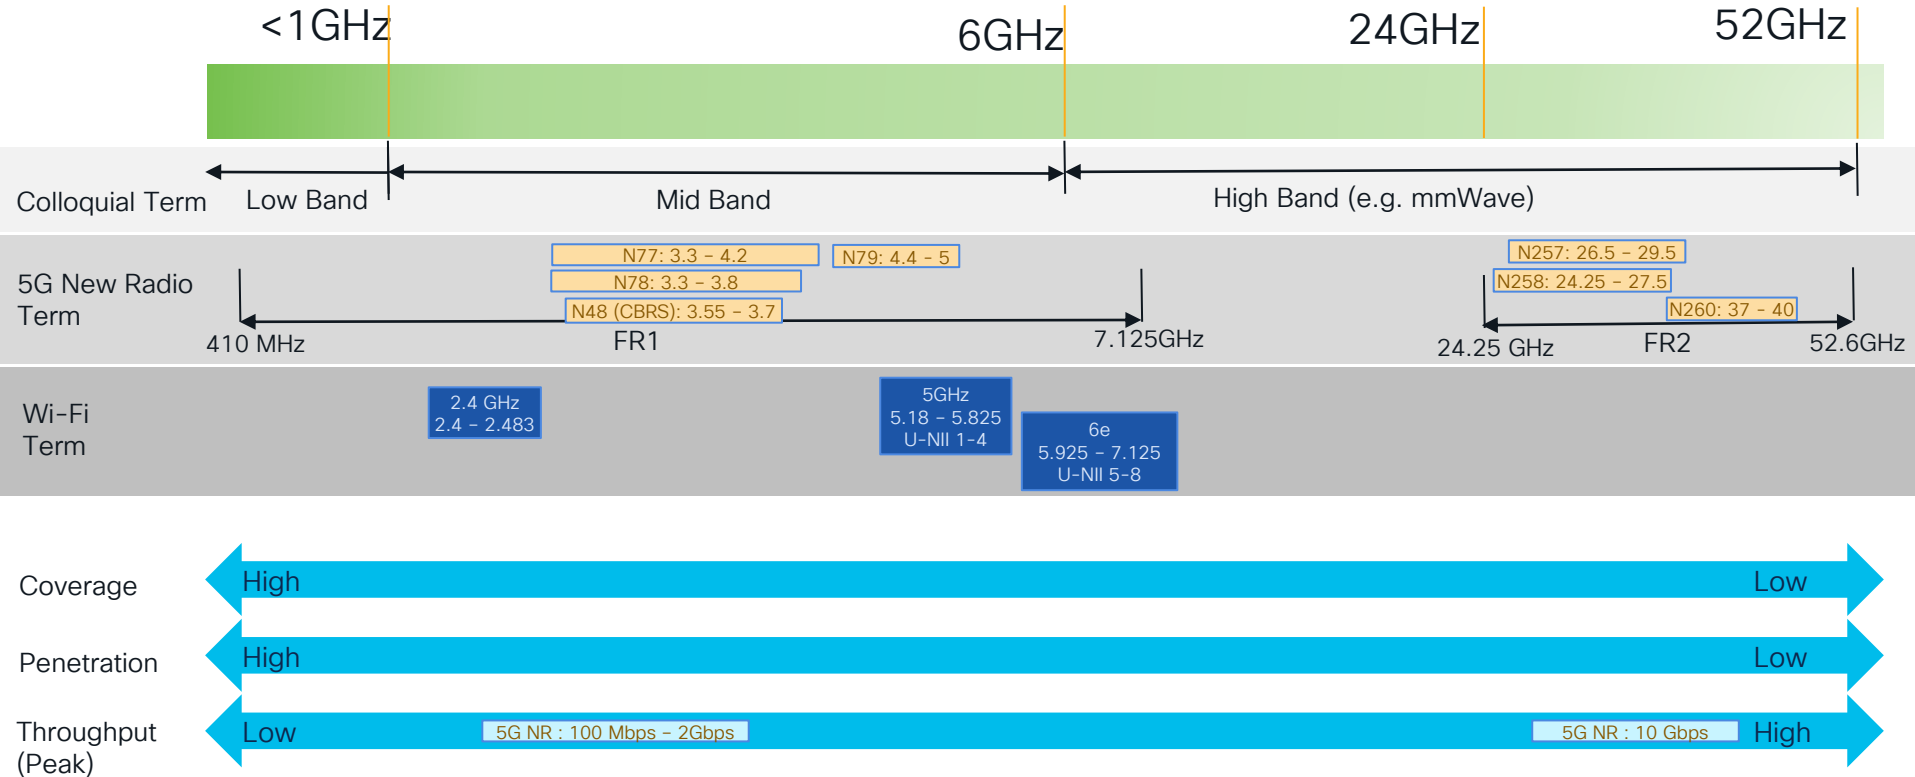 <1GHz
6GHz
24GHz
52GHz
Colloquial Term
Low Band
Mid Band
High Band (e.g. mmWave)
5G New Radio
Term
N77: 3.3 – 4.2
N79: 4.4 – 5
N78: 3.3 – 3.8
N48 (CBRS): 3.55 – 3.7
N257: 26.5 – 29.5
N258: 24.25 – 27.5
N260: 37 – 40
410 MHz
FR1
7.125GHz
24.25 GHz
FR2
52.6GHz
Wi-Fi
Term
2.4 GHz
2.4 – 2.483
5GHz
5.18 – 5.825
U-NII 1-4
6e
5.925 – 7.125
U-NII 5-8
Coverage
High
Low
Penetration
High
Low
Throughput
(Peak)
Low
5G NR : 100 Mbps – 2Gbps
5G NR : 10 Gbps
High